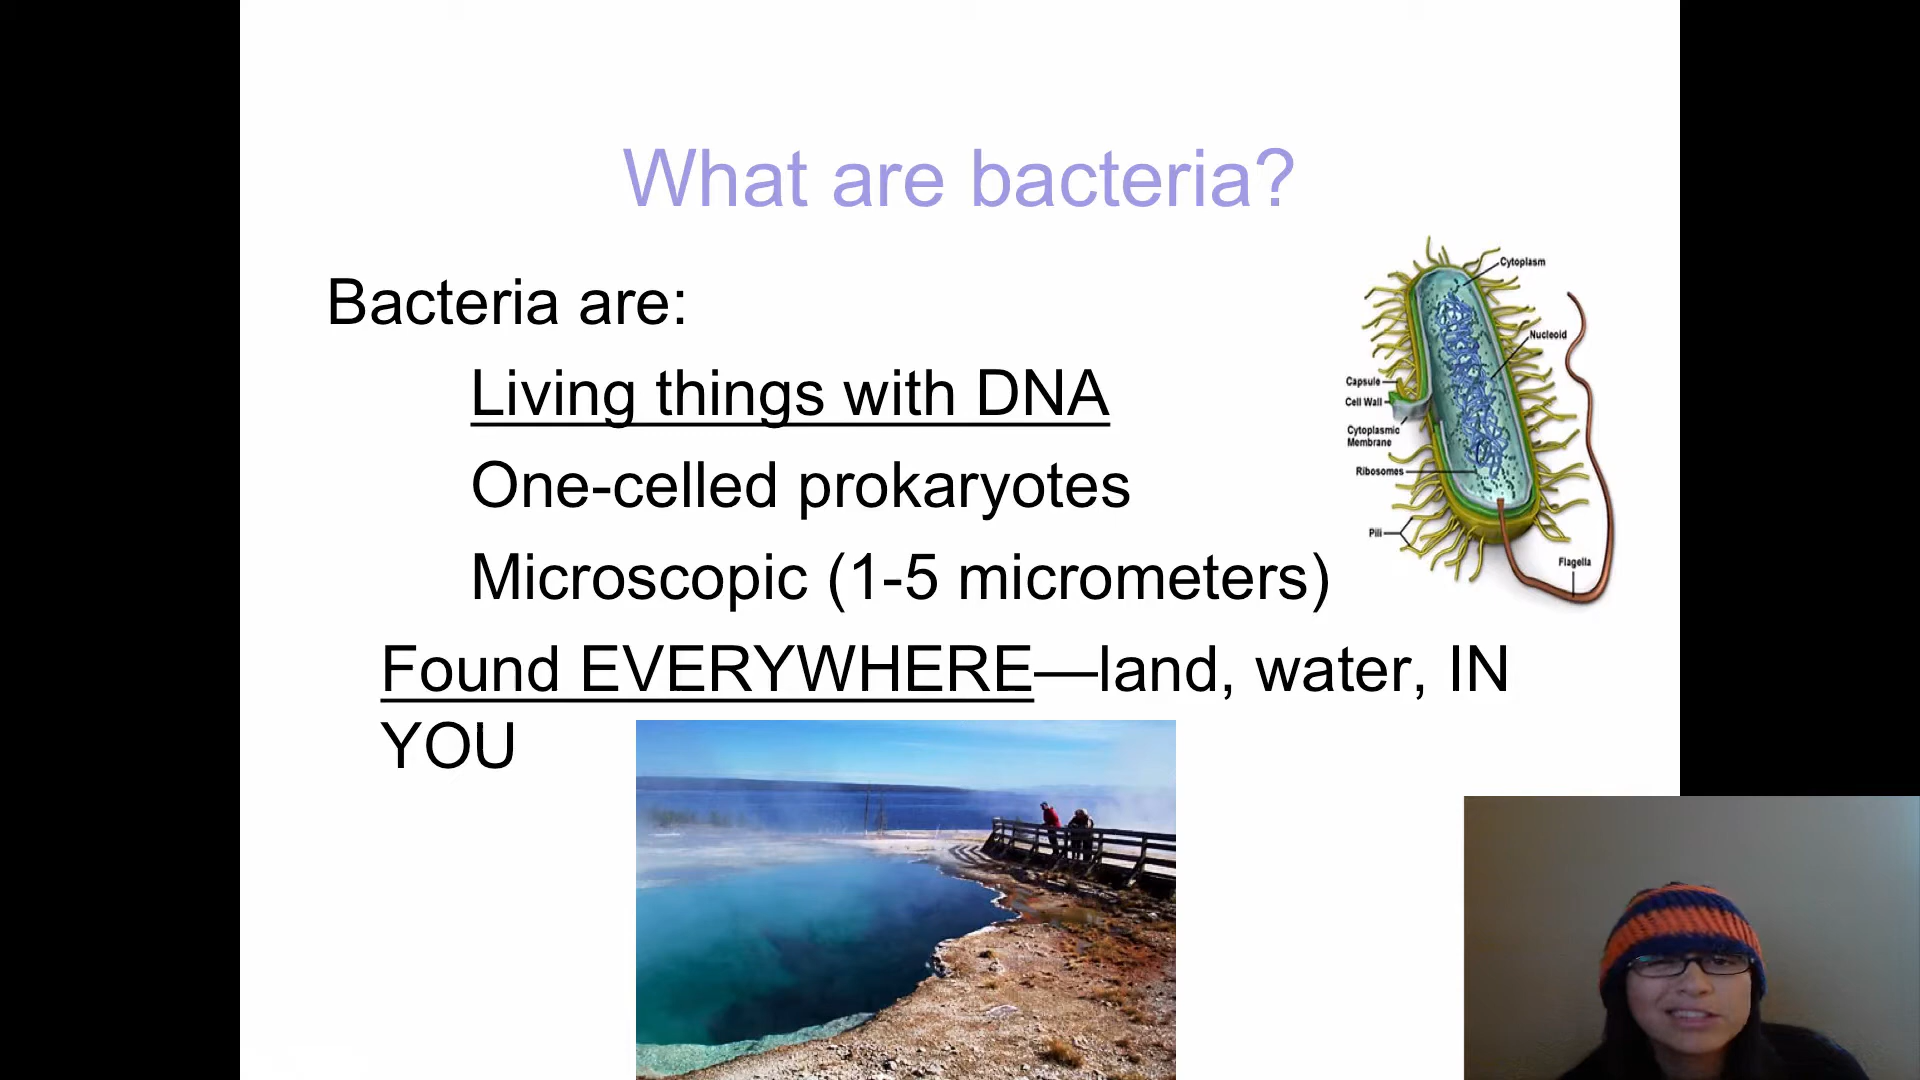 What are bacteria?
Bacteria are:
Living things with DNA
One-celled prokaryotes
Microscopic (1-5 micrometers)
Found EVERYWHERE—land, water, IN
YOU
Cytoplasm
Nucleoid
Capsule
Cell Wall
Cytoplasmic
Membrane
Ribosomes
Pili
Flagella